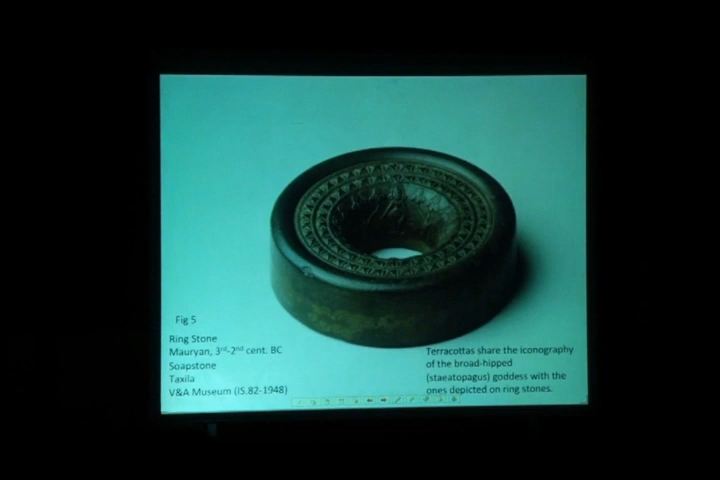 Fig 5
Ring Stone
Mauryan, 3rd-2nd cent. BC
Soapstone
Taxila
V&A Museum (IS.82-1948)
Terracottas share the iconography
of the broad-hipped
(staeatopagus) goddess with the
ones depicted on ring stones.